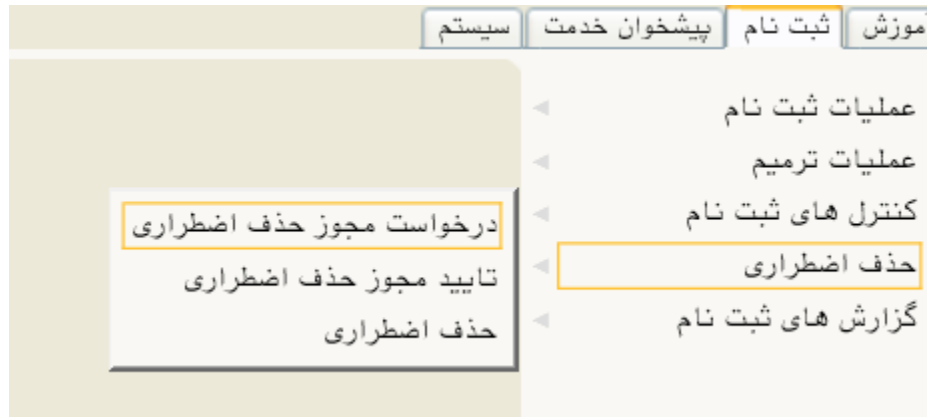 موزش ثبت نام پیشخوان خدمت سیستم
عملیات ثبت نام
عملیات ترمیم
کنترل های ثبت نام
حذف اضطراری
گزارش های ثبت نام
درخواست مجوز حذف اضطراری
تایید مجوز حذف اضطراری
حذف اضطراری